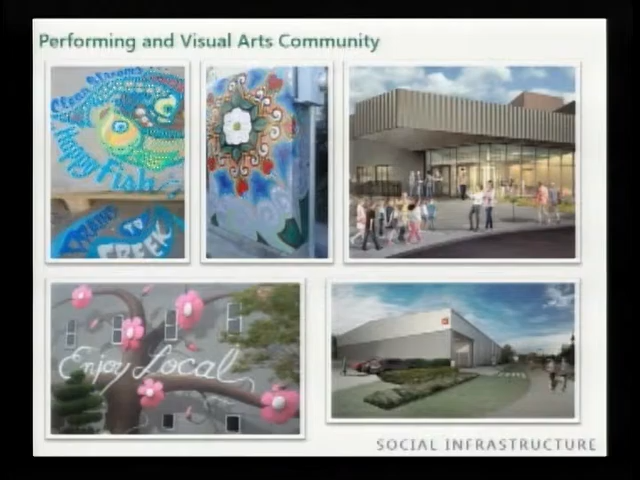 Performing and Visual Arts Community
Clean Streams
Happy Fish
DRAINS TO
CREEK
Enjoy Local
SOCIAL INFRASTRUCTURE